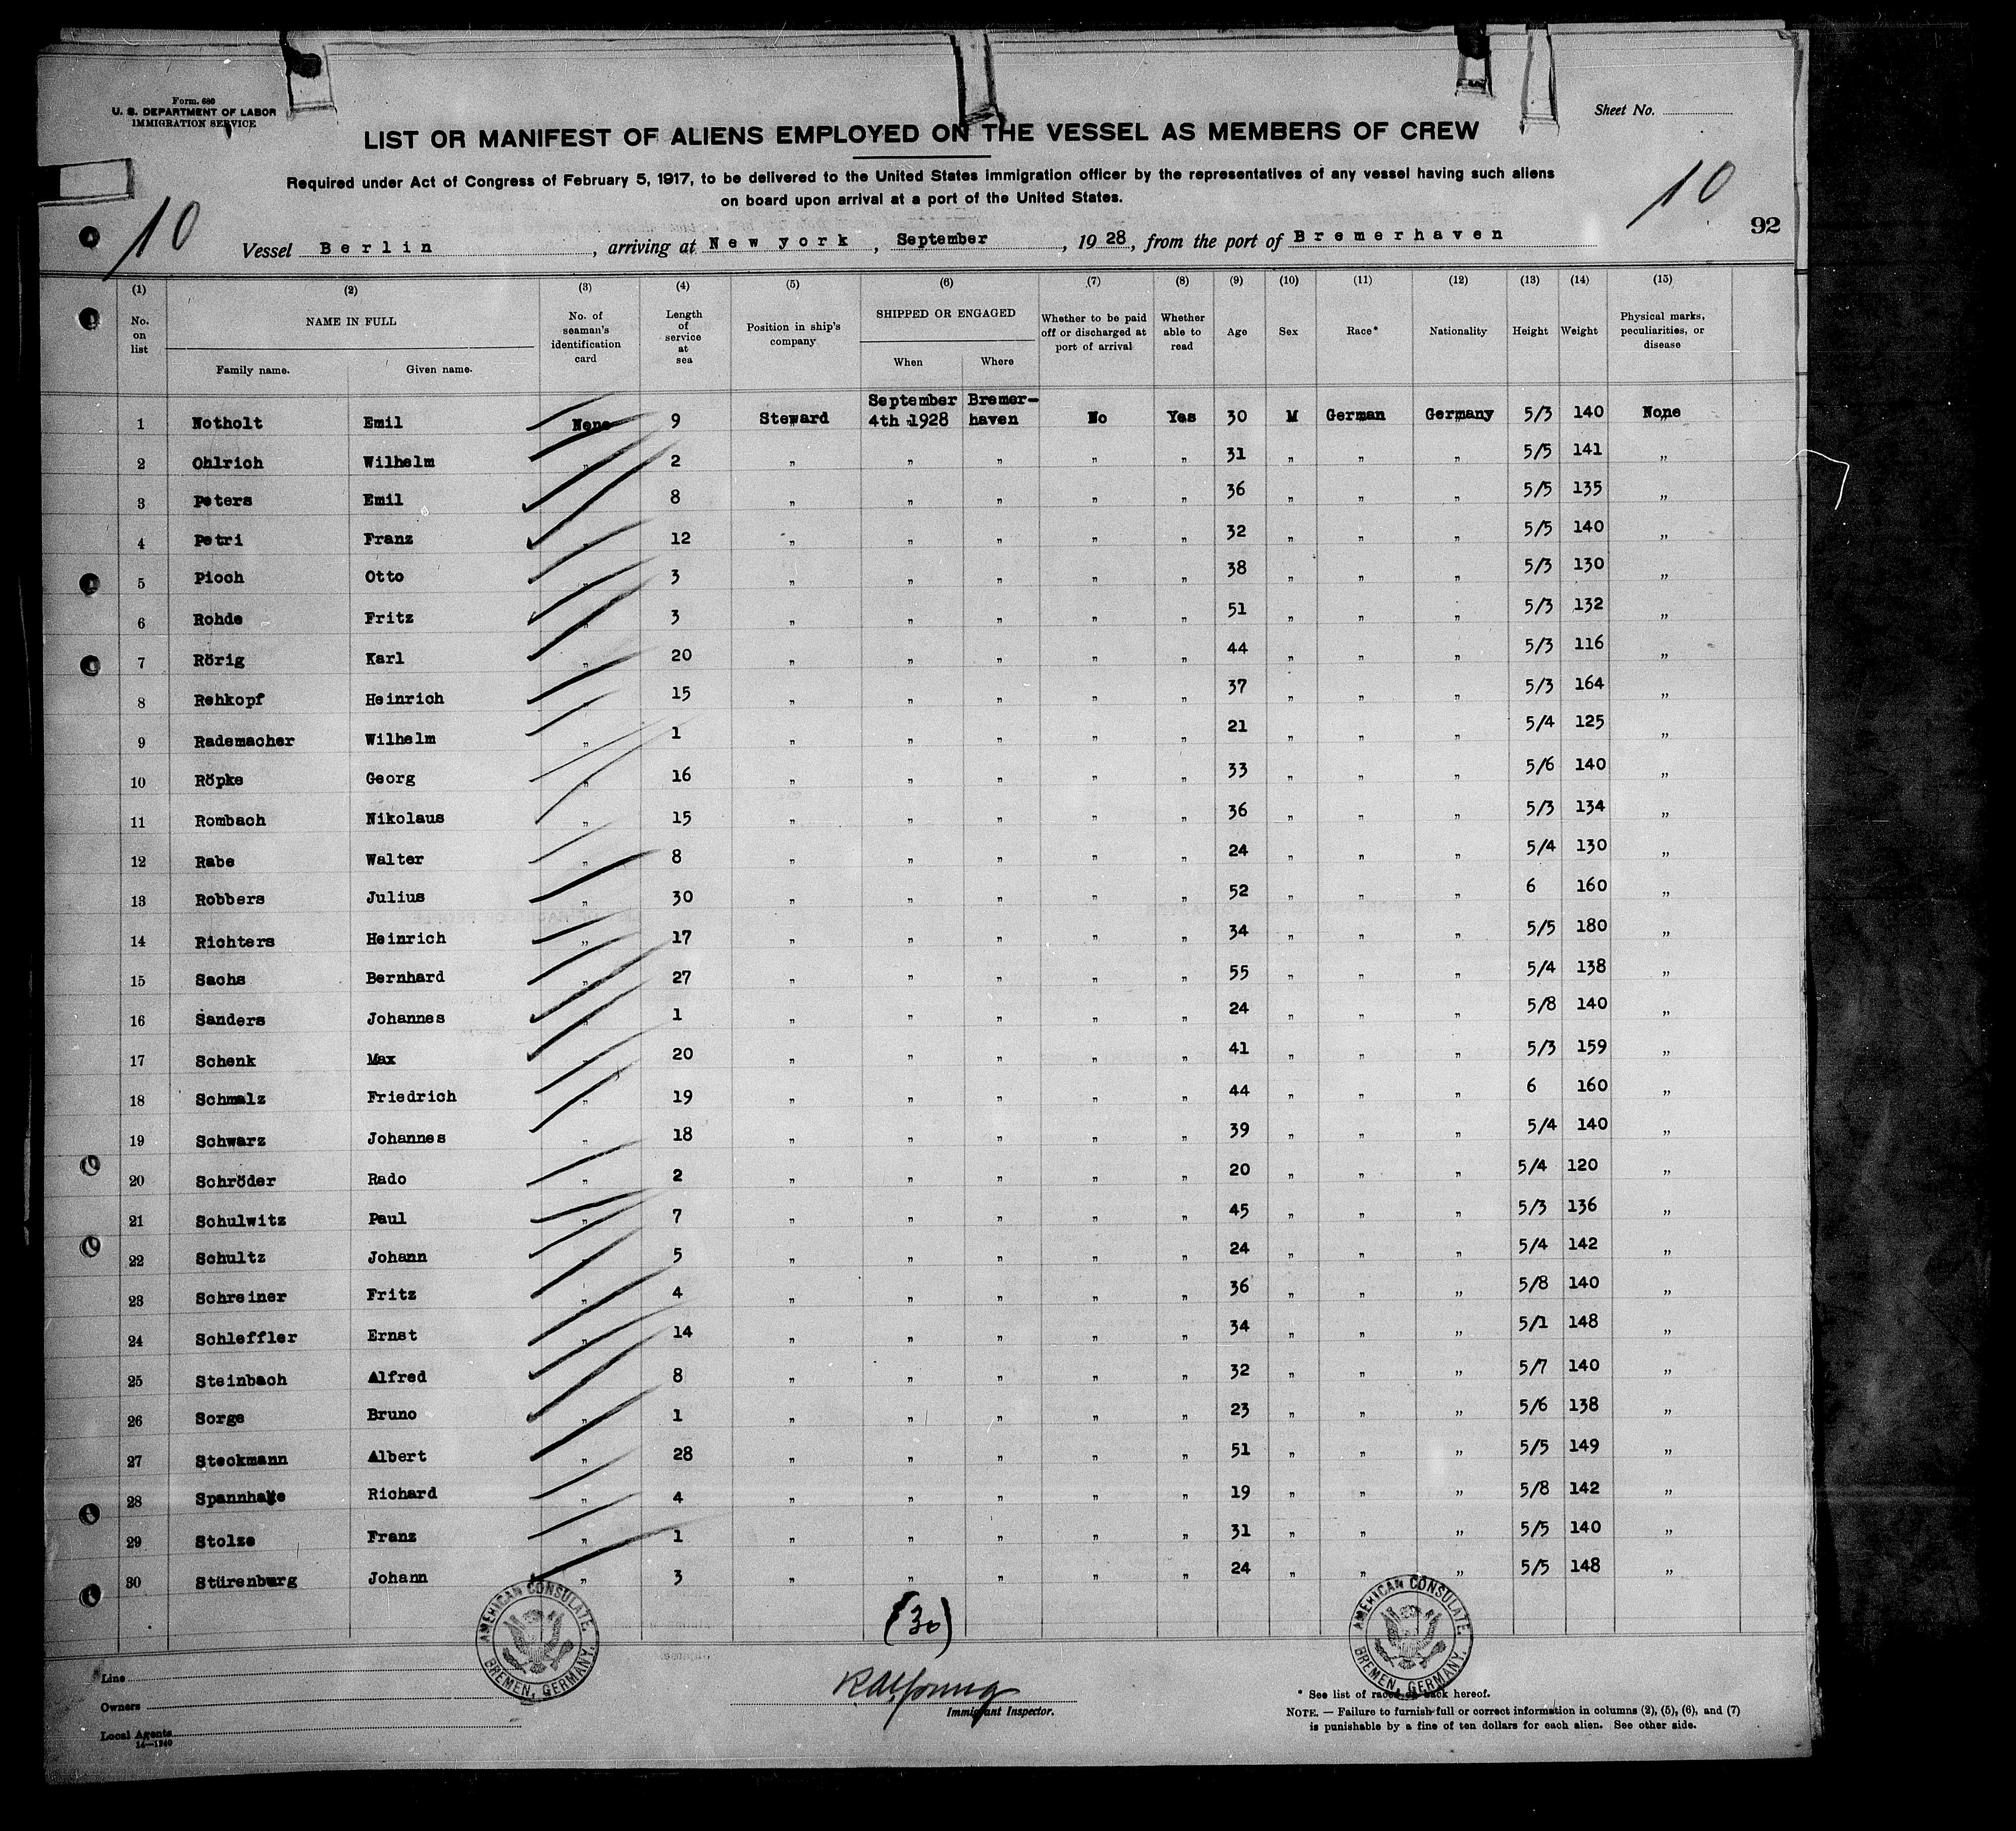 Form. 680
U. S. DEPARTMENT OF LABOR
IMMIGRATION SERVICE
Sheet No.
LIST OR MANIFEST OF ALIENS EMPLOYED ON THE VESSEL AS MEMBERS OF CREW
Required under Act of Congress of February 5, 1917, to be delivered to the United States immigration officer by the representatives of any vessel having such aliens
on board upon arrival at a port of the United States.
10 10
92
Vessel Berlin, arriving at New york, September, 1928, from the port of Bremerhaven
(1) (2) (3) (4) (5) (6) (7) (8) (9) (10) (11) (12) (13) (14) (15)
No. on list NAME IN FULL Family name. Given name. No. of seaman's identification card Length of service at sea Position in ship's company SHIPPED OR ENGAGED When Where Whether to be paid off or discharged at port of arrival Whether able to read Age Sex Race* Nationality Height Weight Physical marks, peculiarities, or disease
1 Notholt Emil None 9 Steward September 4th 1928 Bremer-haven No Yes 30 M German Germany 5/3 140 None
2 Ohlrich Wilhelm " 2 " " " " " 31 " " " 5/5 141 "
3 Peters Emil " 8 " " " " " 36 " " " 5/5 135 "
4 Petri Franz " 12 " " " " " 32 " " " 5/5 140 "
5 Pioch Otto " 3 " " " " " 38 " " " 5/3 130 "
6 Rohde Fritz " 3 " " " " " 51 " " " 5/3 132 "
7 Rörig Karl " 20 " " " " " 44 " " " 5/3 116 "
8 Rehkopf Heinrich " 15 " " " " " 37 " " " 5/3 164 "
9 Rademacher Wilhelm " 1 " " " " " 21 " " " 5/4 125 "
10 Röpke Georg " 16 " " " " " 33 " " " 5/6 140 "
11 Rombach Nikolaus " 15 " " " " " 36 " " " 5/3 134 "
12 Rabe Walter " 8 " " " " " 24 " " " 5/4 130 "
13 Robbers Julius " 30 " " " " " 52 " " " 6 160 "
14 Richters Heinrich " 17 " " " " " 34 " " " 5/5 180 "
15 Sachs Bernhard " 27 " " " " " 55 " " " 5/4 138 "
16 Sanders Johannes " 1 " " " " " 24 " " " 5/8 140 "
17 Schenk Max " 20 " " " " " 41 " " " 5/3 159 "
18 Schmalz Friedrich " 19 " " " " " 44 " " " 6 160 "
19 Schwarz Johannes " 18 " " " " " 39 " " " 5/4 140 "
20 Schröder Rado " 2 " " " " " 20 " " " 5/4 120 "
21 Schulwitz Paul " 7 " " " " " 45 " " " 5/3 136 "
22 Schultz Johann " 5 " " " " " 24 " " " 5/4 142 "
23 Schreiner Fritz " 4 " " " " " 36 " " " 5/8 140 "
24 Schleffler Ernst " 14 " " " " " 34 " " " 5/1 148 "
25 Steinbach Alfred " 8 " " " " " 32 " " " 5/7 140 "
26 Sorge Bruno " 1 " " " " " 23 " " " 5/6 138 "
27 Steckmann Albert " 28 " " " " " 51 " " " 5/5 149 "
28 Spannhake Richard " 4 " " " " " 19 " " " 5/8 142 "
29 Stolze Franz " 1 " " " " " 31 " " " 5/5 140 "
30 Stürenburg Johann " 3 " " " " " 24 " " " 5/5 148 "
(30)
AMERICAN CONSULATE, BREMEN, GERMANY.
AMERICAN CONSULATE, BREMEN, GERMANY.
Line
Owners
Local Agents
14—1240
Immigrant Inspector.
* See list of races on back hereof.
NOTE. — Failure to furnish full or correct information in columns (2), (5), (6), and (7)
is punishable by a fine of ten dollars for each alien. See other side.